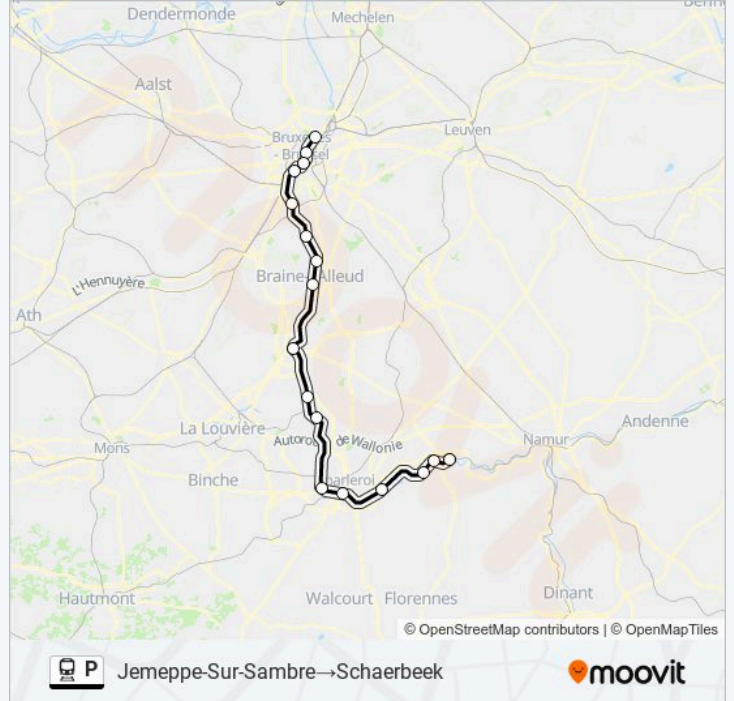 Dendermonde
Mechelen
Aalst
Leuven
Bruxelles
- Brussel
Braine-
Alleud
L'Hennuyère
Ath
La Louvière
Andenne
Autoroute de Wallonie
Namur
Mons
Binche
Charleroi
Hautmont
Walcourt
Florennes
Dinant
© OpenStreetMap contributors | © OpenMapTiles
P
Jemeppe-Sur-Sambre→Schaerbeek
moovit